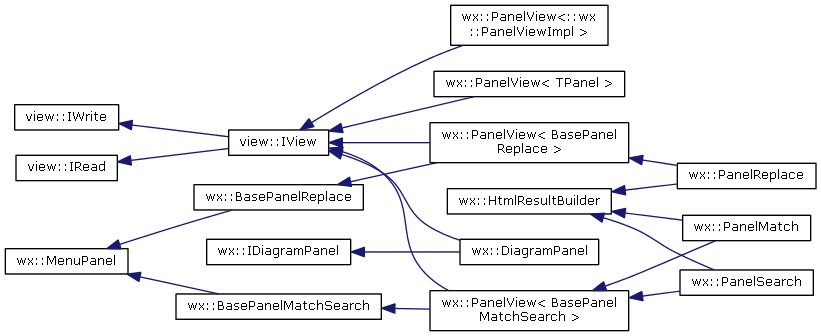 wx::PanelView<::wx
::PanelViewImpl >
wx::PanelView< TPanel >
view::IWrite
view::IView
wx::PanelView< BasePanel
Replace >
view::IRead
wx::PanelReplace
wx::BasePanelReplace
wx::HtmlResultBuilder
wx::PanelMatch
wx::IDiagramPanel
wx::DiagramPanel
wx::MenuPanel
wx::PanelSearch
wx::BasePanelMatchSearch
wx::PanelView< BasePanel
MatchSearch >